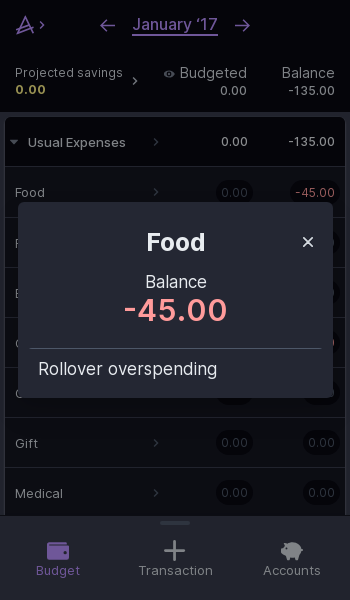 January ‘17
Projected savings
0.00
Budgeted
0.00
Balance
-135.00
Usual Expenses
0.00
-135.00
Food
0.00
-45.00
Food
Balance
-45.00
Rollover overspending
Gift
0.00
0.00
Medical
0.00
0.00
Budget
Transaction
Accounts